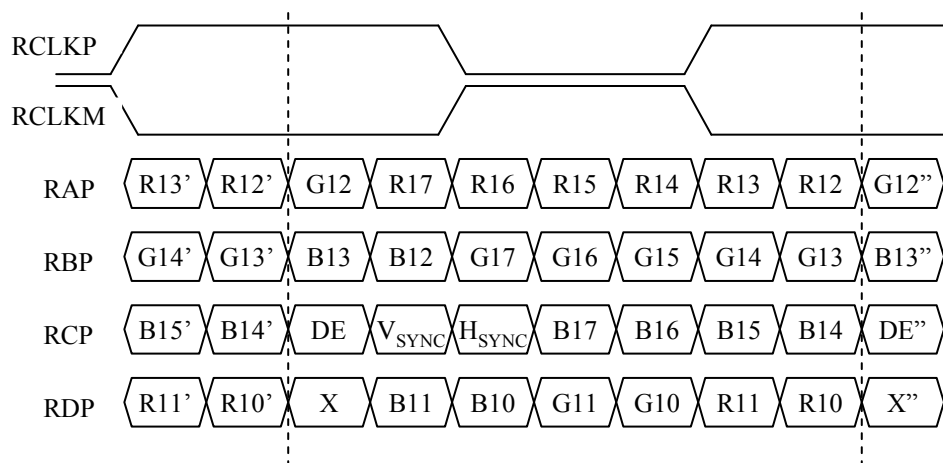 RCLKP
RCLKM
RAP R13’ R12’ G12 R17 R16 R15 R14 R13 R12 G12”
RBP G14’ G13’ B13 B12 G17 G16 G15 G14 G13 B13”
RCP B15’ B14’ DE VSYNC HSYNC B17 B16 B15 B14 DE”
RDP R11’ R10’ X B11 B10 G11 G10 R11 R10 X”